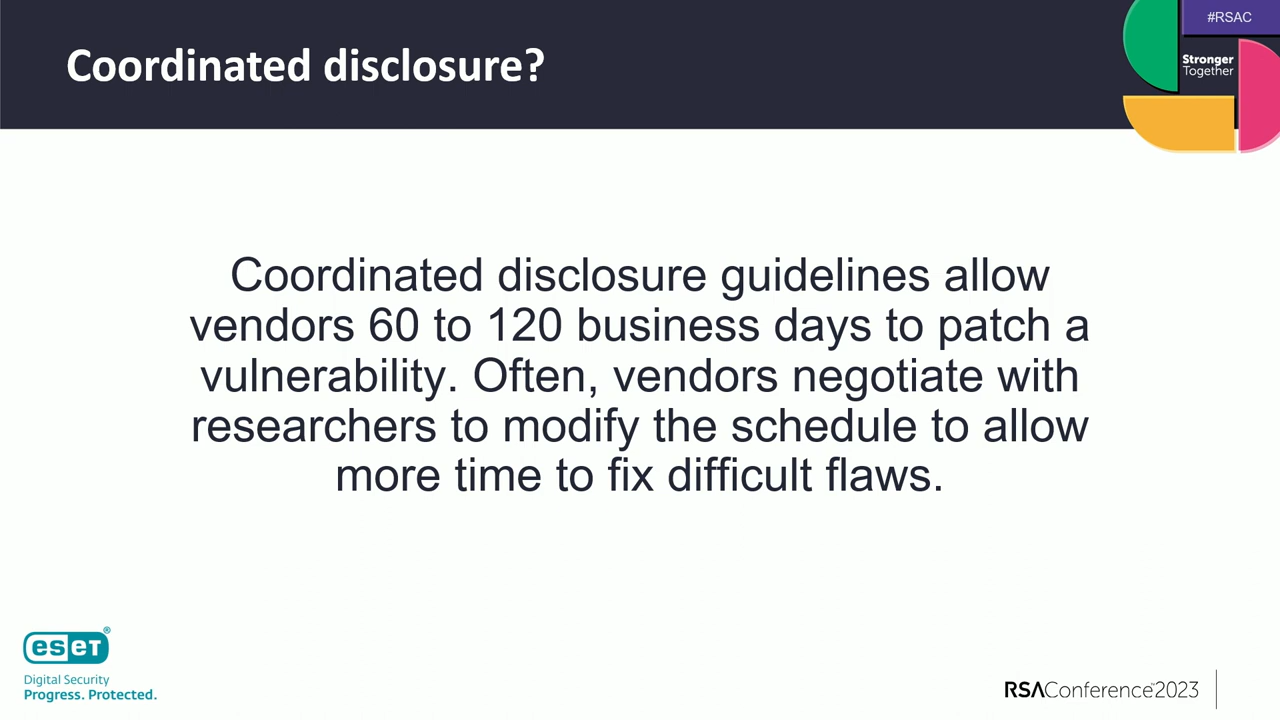 Coordinated disclosure?
#RSAC
Stronger
Together
Coordinated disclosure guidelines allow
vendors 60 to 120 business days to patch a
vulnerability. Often, vendors negotiate with
researchers to modify the schedule to allow
more time to fix difficult flaws.
eseT®
Digital Security
Progress. Protected.
RSAConference™2023